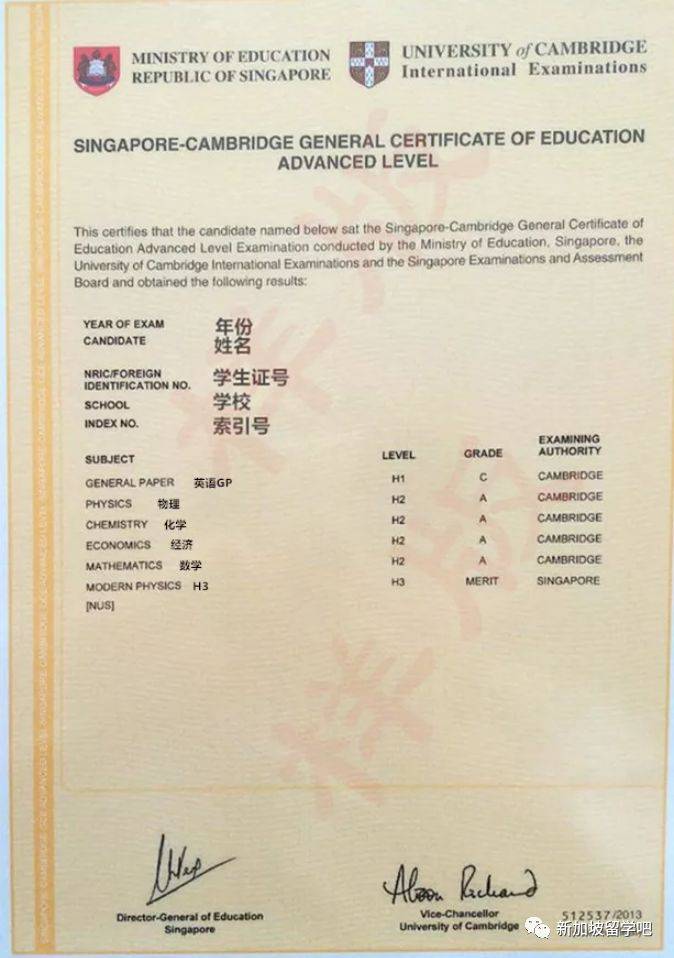 MINISTRY OF EDUCATION
REPUBLIC OF SINGAPORE
UNIVERSITY of CAMBRIDGE
International Examinations
SINGAPORE-CAMBRIDGE GENERAL CERTIFICATE OF EDUCATION
ADVANCED LEVEL
This certifies that the candidate named below sat the Singapore-Cambridge General Certificate of
Education Advanced Level Examination conducted by the Ministry of Education, Singapore, the
University of Cambridge International Examinations and the Singapore Examinations and Assessment
Board and obtained the following results:
YEAR OF EXAM 年份
CANDIDATE 姓名
NRIC/FOREIGN
IDENTIFICATION NO. 学生证号
SCHOOL 学校
INDEX NO. 索引号
SUBJECT LEVEL GRADE EXAMINING
AUTHORITY
GENERAL PAPER 英语GP H1 C CAMBRIDGE
PHYSICS 物理 H2 A CAMBRIDGE
CHEMISTRY 化学 H2 A CAMBRIDGE
ECONOMICS 经济 H2 A CAMBRIDGE
MATHEMATICS 数学 H2 A CAMBRIDGE
MODERN PHYSICS H3 H3 MERIT SINGAPORE
[NUS]
样版
样版
Alison Richard
Director-General of Education
Singapore
Vice-Chancellor
University of Cambridge
512537/2013
新加坡留学吧